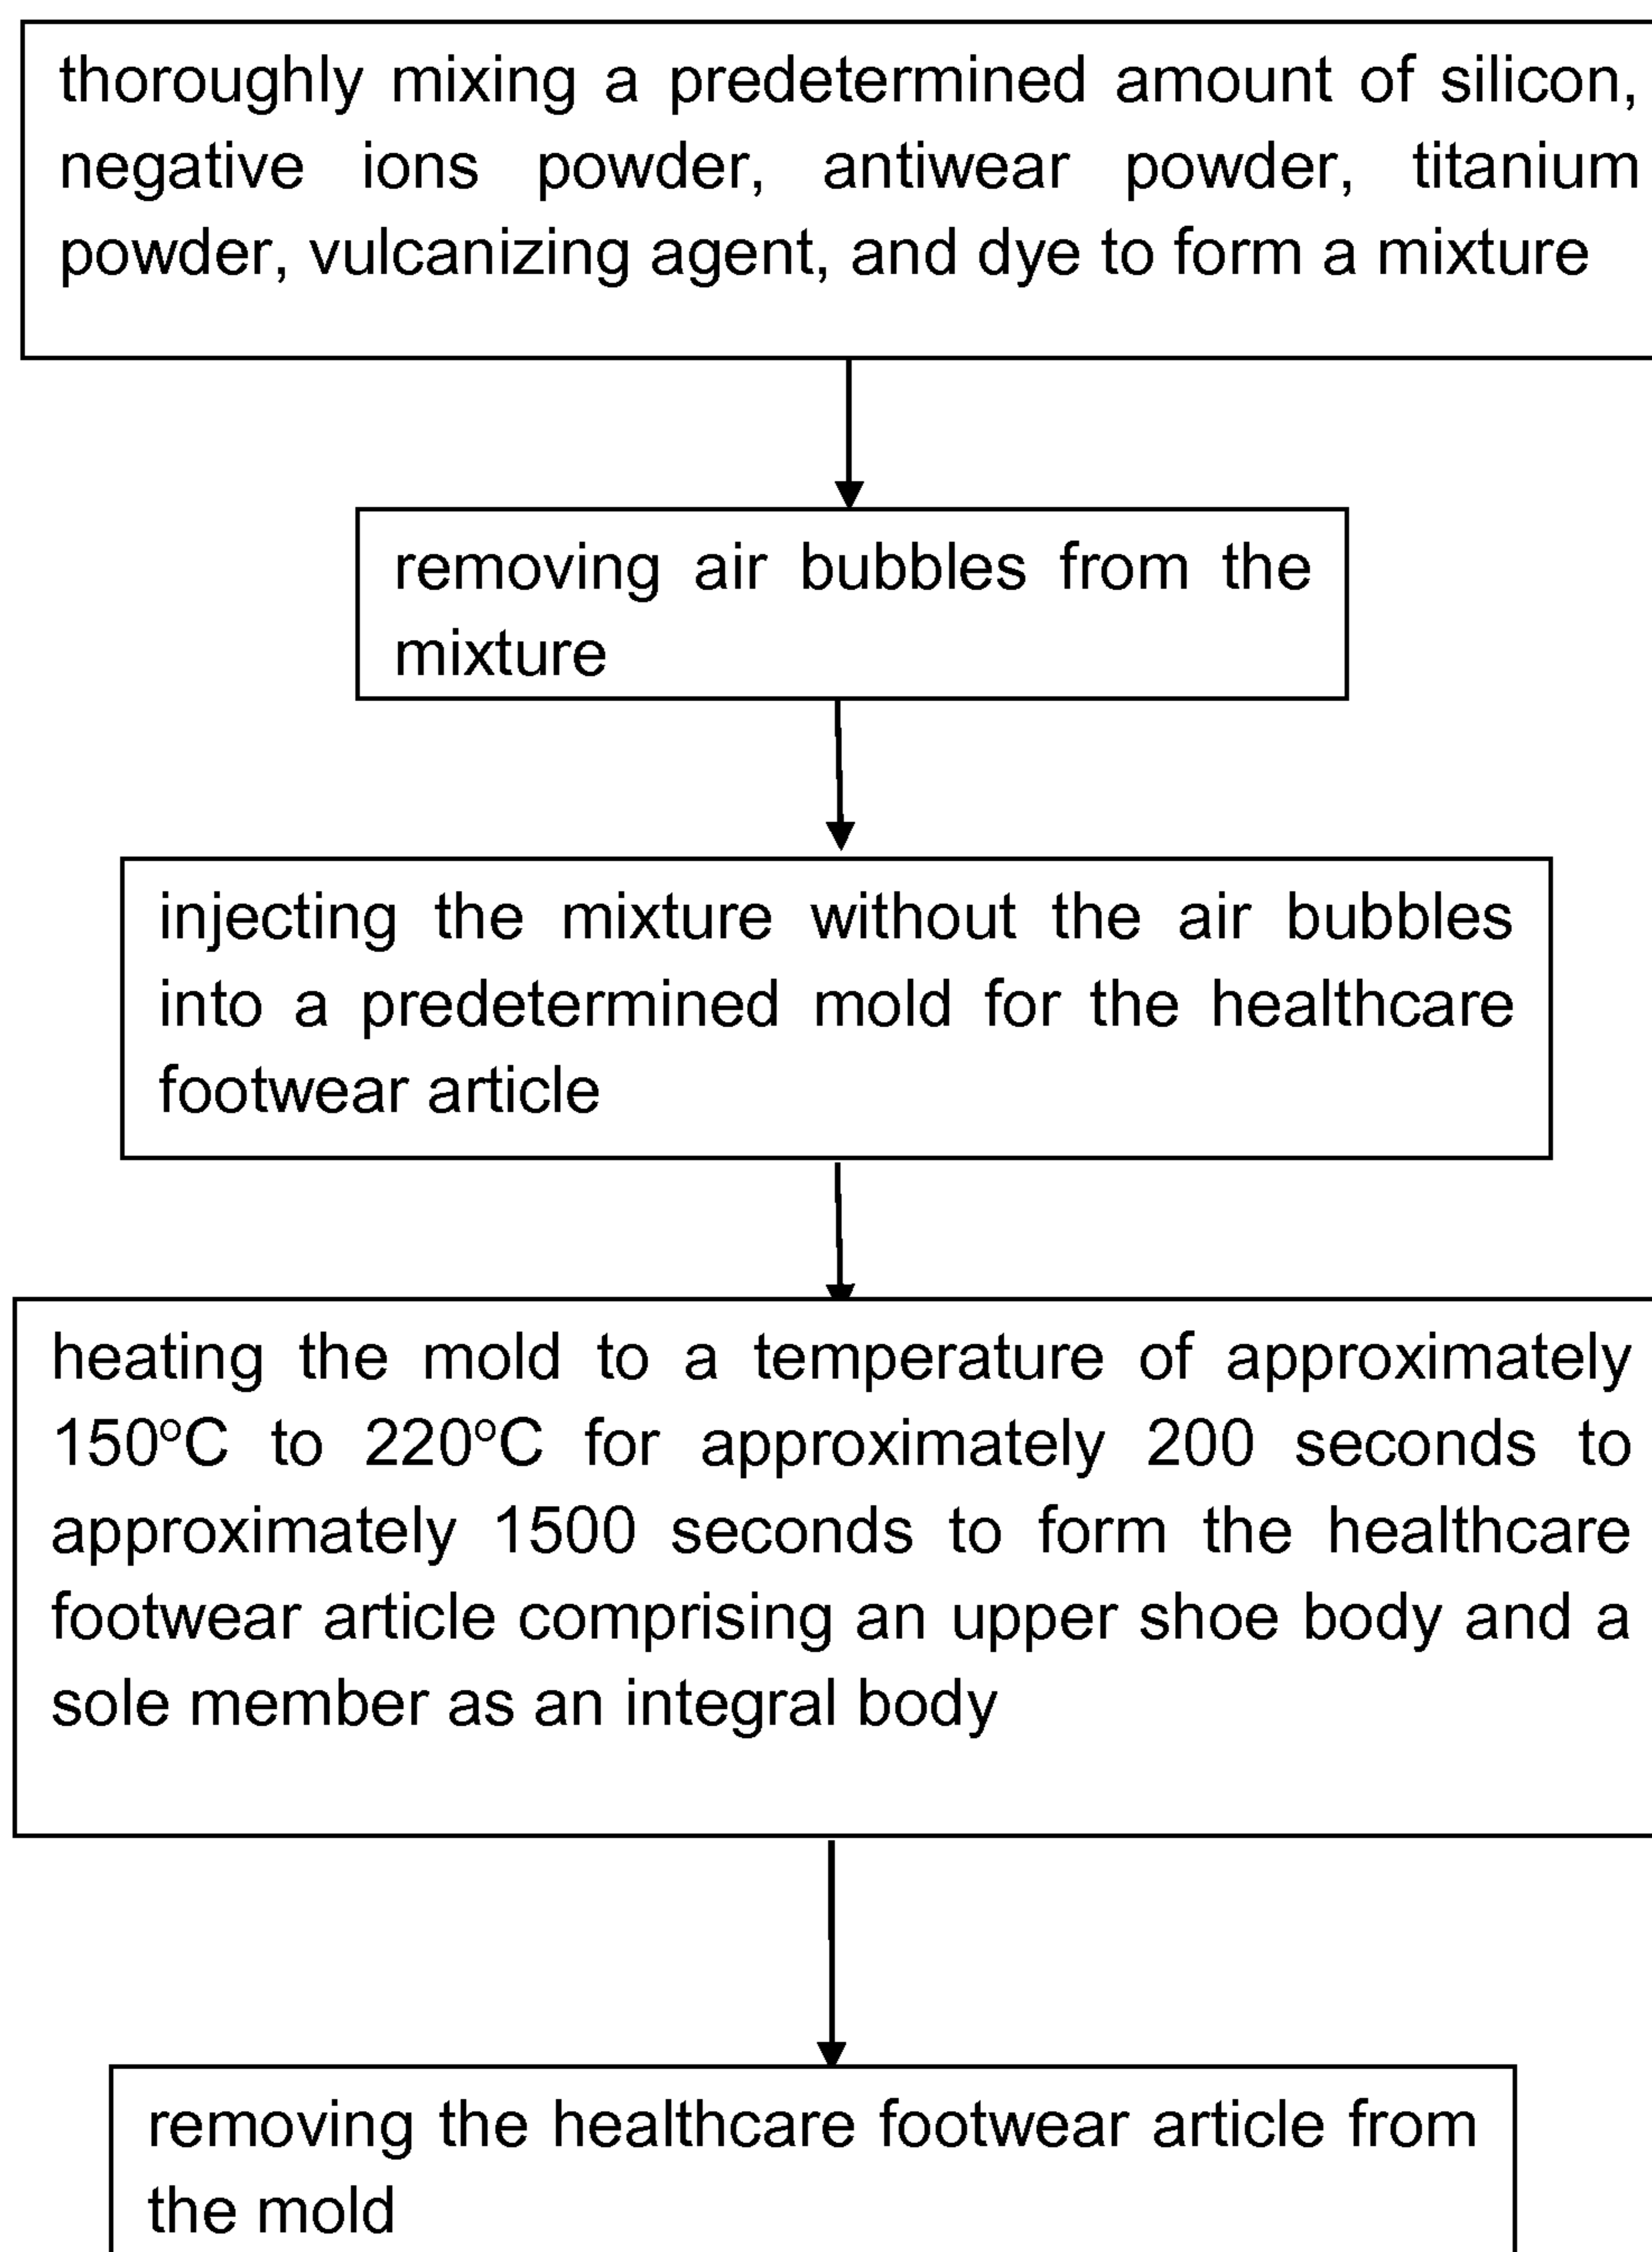 thoroughly mixing a predetermined amount of silicon,
negative ions powder, antiwear powder, titanium
powder, vulcanizing agent, and dye to form a mixture
removing air bubbles from the
mixture
injecting the mixture without the air bubbles
into a predetermined mold for the healthcare
footwear article
heating the mold to a temperature of approximately
150°C to 220°C for approximately 200 seconds to
approximately 1500 seconds to form the healthcare
footwear article comprising an upper shoe body and a
sole member as an integral body
removing the healthcare footwear article from
the mold